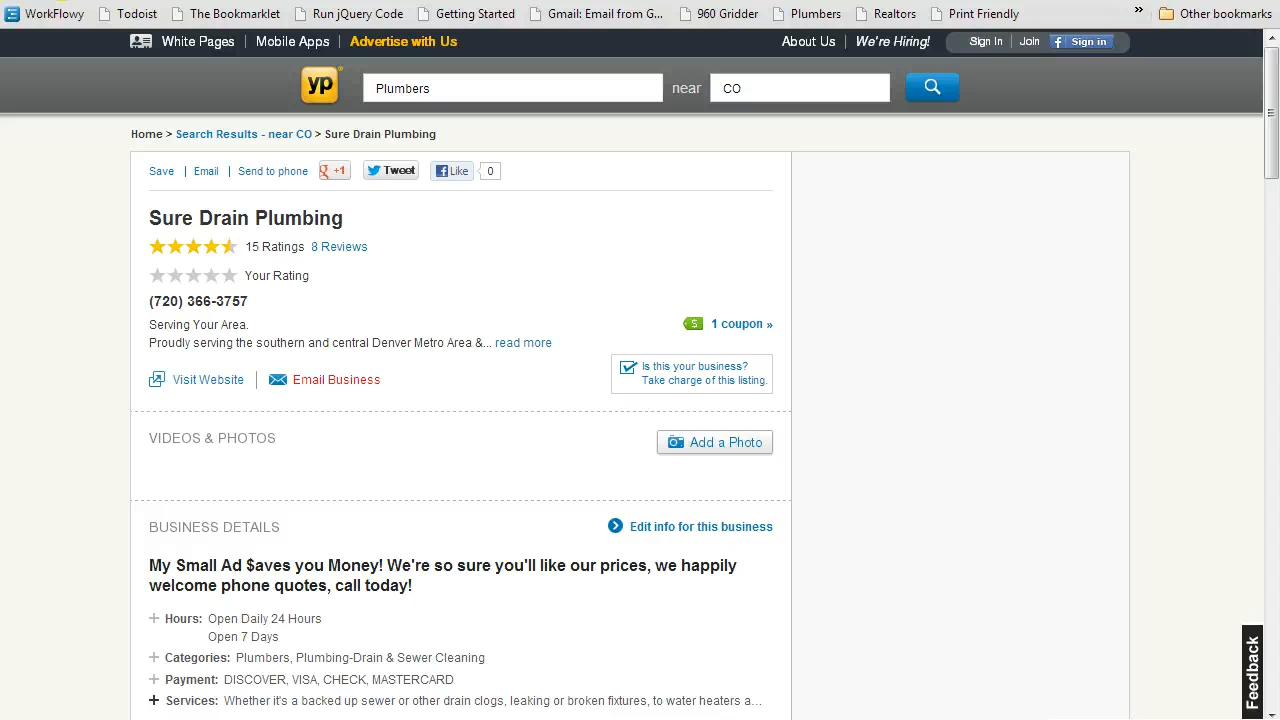 WorkFlowy Todoist The Bookmarklet Run jQuery Code Getting Started Gmail: Email from G... 9.0 Grinder Plumbers Realtors Print Friendly » Other bookmarks
White Pages | Mobile Apps | Advertise with Us About Us | We're Hiring! Sign In | Join f Sign in
yp Plumbers near CO
Home > Search Results - near CO > Sure Drain Plumbing
Save | Email | Send to phone g +1 Tweet f Like 0
Sure Drain Plumbing
15 Ratings 8 Reviews
Your Rating
(720) 366-3757
Serving Your Area. $ 1 coupon »
Proudly serving the southern and central Denver Metro Area &... read more
Is this your business?
Take charge of this listing.
Visit Website | Email Business
VIDEOS & PHOTOS Add a Photo
BUSINESS DETAILS Edit info for this business
My Small Ad $aves you Money! We're so sure you'll like our prices, we happily
welcome phone quotes, call today!
Hours: Open Daily 24 Hours
Open 7 Days
Categories: Plumbers, Plumbing-Drain & Sewer Cleaning
Payment: DISCOVER, VISA, CHECK, MASTERCARD
Services: Whether it's a backed up sewer or other drain clogs, leaking or broken fixtures, to water heaters a...
Feedback